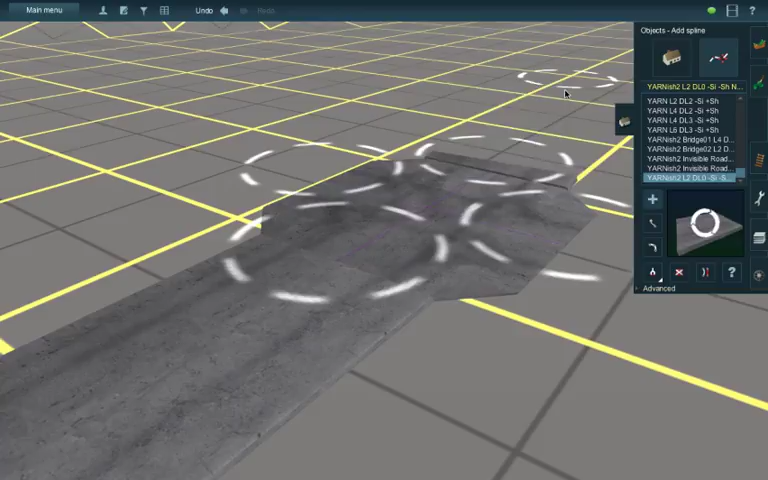 Main menu
Undo
Redo
?
Objects - Add spline
YARNish2 L2 DL0 -Si -Sh N...
YARN L2 DL2 -Si +Sh
YARN L4 DL2 -Si +Sh
YARN L4 DL3 -Si +Sh
YARN L6 DL3 -Si +Sh
YARNish2 Bridge01 L4 D...
YARNish2 Bridge02 L2 D...
YARNish2 Invisible Road...
YARNish2 Invisible Road...
YARNish2 L2 DL0 -Si -S...
?
Advanced